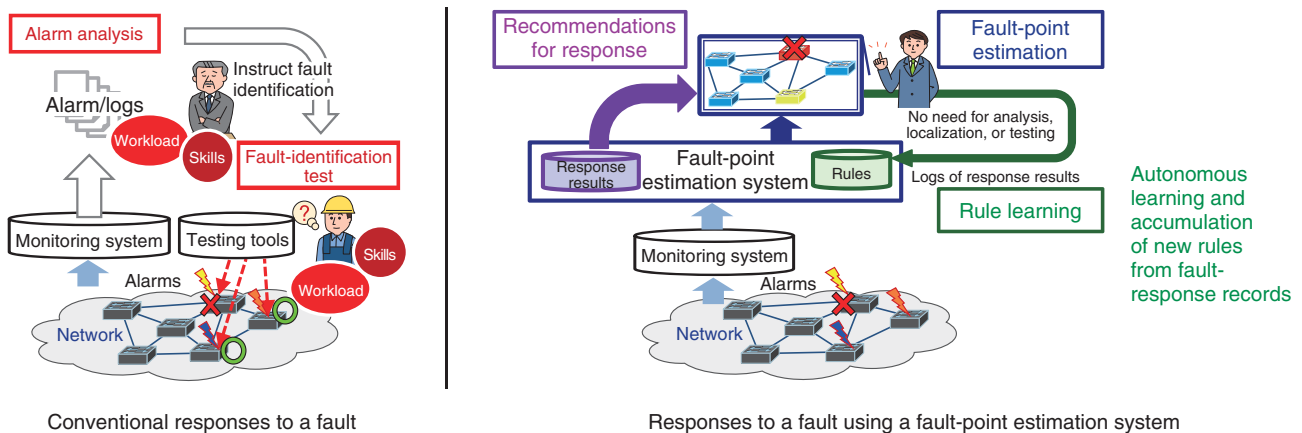 Alarm analysis
Instruct fault
identification
Alarm/logs
Workload
Skills
Fault-identification
test
Monitoring system
Testing tools
?
Skills
Workload
Alarms
Network
Conventional responses to a fault
Recommendations
for response
Fault-point
estimation
No need for analysis,
localization, or testing
Response
results
Fault-point
estimation system
Rules
Logs of response results
Rule learning
Autonomous
learning and
accumulation
of new rules
from fault-
response records
Monitoring system
Alarms
Network
Responses to a fault using a fault-point estimation system